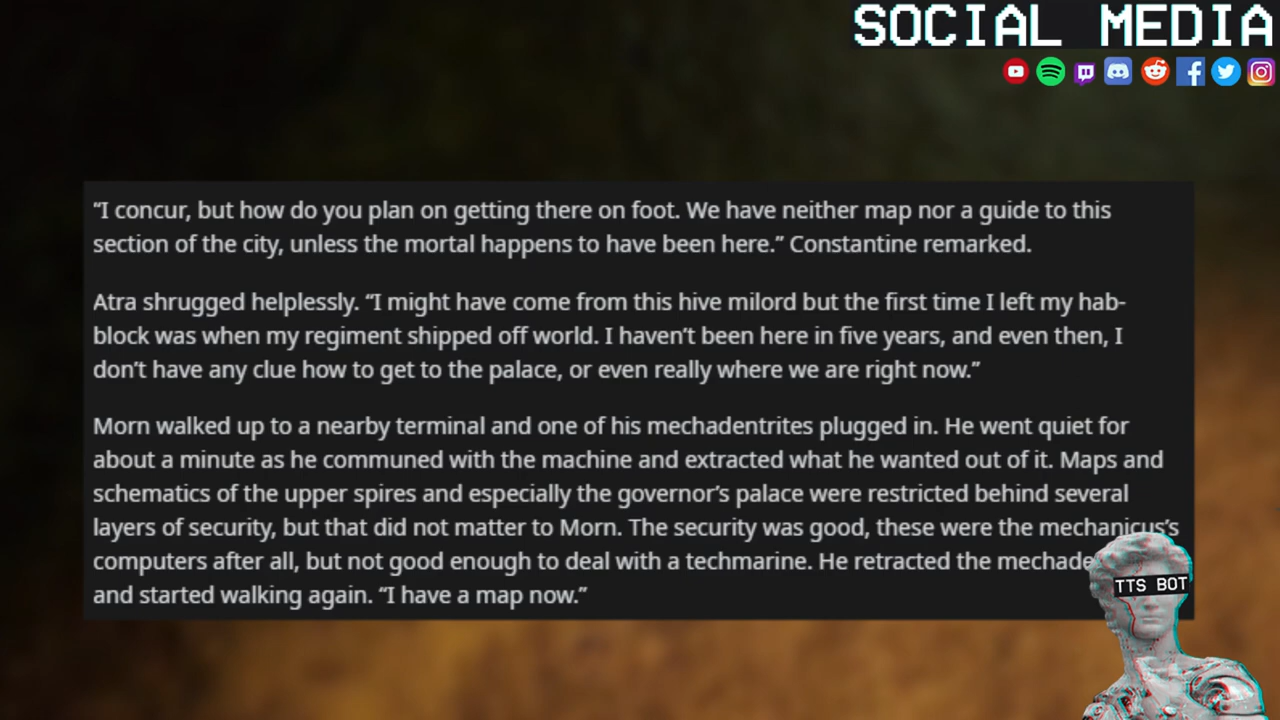 SOCIAL MEDIA
“I concur, but how do you plan on getting there on foot. We have neither map nor a guide to this
section of the city, unless the mortal happens to have been here.” Constantine remarked.
Atra shrugged helplessly. “I might have come from this hive milord but the first time I left my hab-
block was when my regiment shipped off world. I haven’t been here in five years, and even then, I
don’t have any clue how to get to the palace, or even really where we are right now.”
Morn walked up to a nearby terminal and one of his mechadentrites plugged in. He went quiet for
about a minute as he communed with the machine and extracted what he wanted out of it. Maps and
schematics of the upper spires and especially the governor’s palace were restricted behind several
layers of security, but that did not matter to Morn. The security was good, these were the mechanicus’s
computers after all, but not good enough to deal with a techmarine. He retracted the
and started walking again. “I have a map now.”
TTS BOT